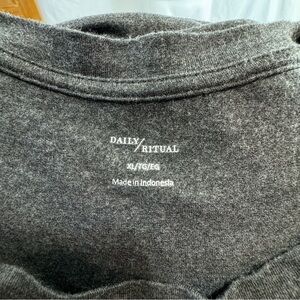 DAILY/
RITUAL
XL/TG/EG
Made in Indonesia